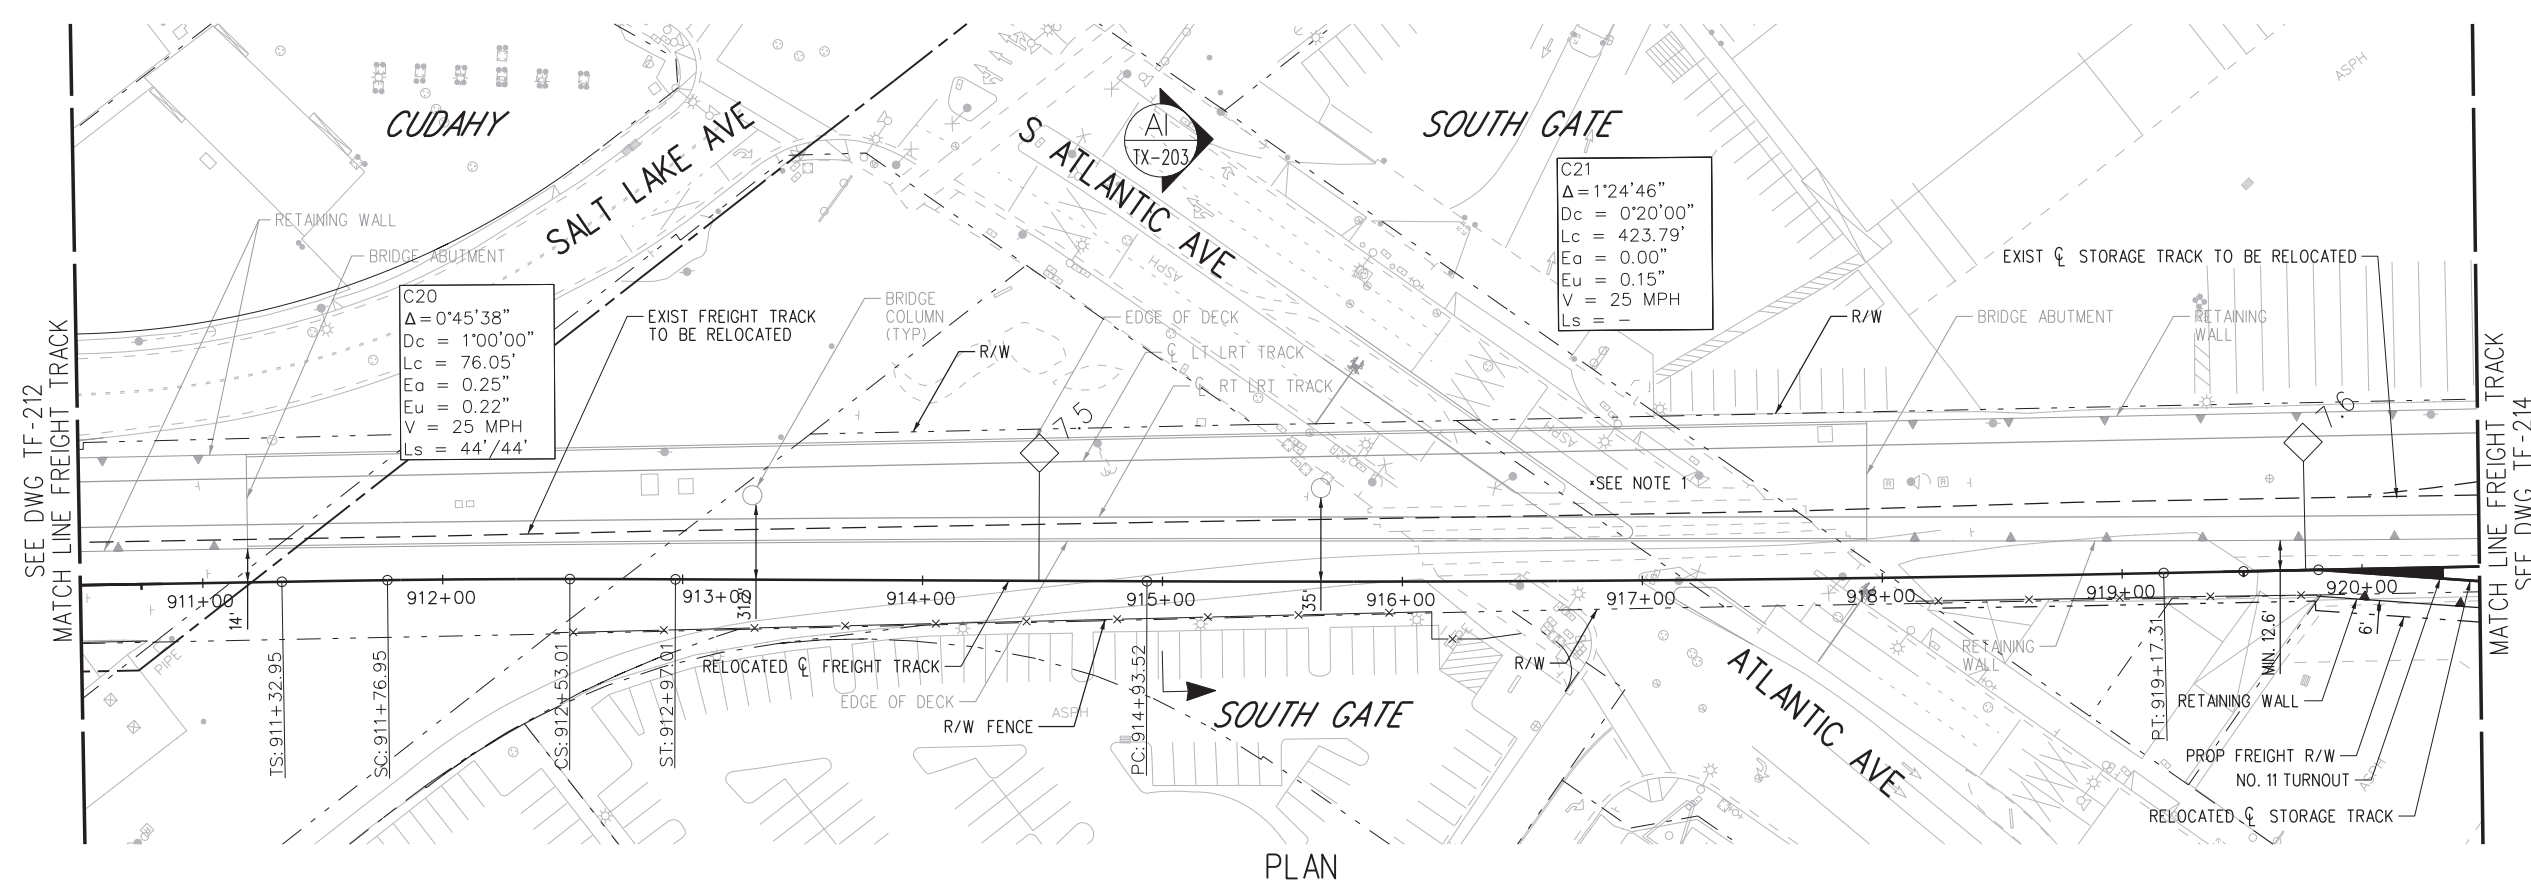 CUDAHY
SALT LAKE AVE
S ATLANTIC AVE
A1
TX-203
SOUTH GATE
C21
Δ=1°24'46"
Dc = 0°20'00"
Lc = 423.79'
Ea = 0.00"
Eu = 0.15"
V = 25 MPH
Ls = –
ASPH
RETAINING WALL
BRIDGE ABUTMENT
C20
Δ=0°45'38"
Dc = 1°00'00"
Lc = 76.05'
Ea = 0.25"
Eu = 0.22"
V = 25 MPH
Ls = 44'/44'
EXIST FREIGHT TRACK
TO BE RELOCATED
BRIDGE
COLUMN
(TYP)
R/W
ASPH
EDGE OF DECK
℄ LT LRT TRACK
℄ RT LRT TRACK
7.5
ASPH
*SEE NOTE 1
R/W
EXIST ℄ STORAGE TRACK TO BE RELOCATED
BRIDGE ABUTMENT
RETAINING
WALL
7.6
R
R
SEE DWG TF-212
MATCH LINE FREIGHT TRACK
MATCH LINE FREIGHT TRACK
SEE DWG TF-214
911+00
912+00
913+00
914+00
915+00
916+00
917+00
918+00
919+00
920+00
14'
35'
MIN. 12.6'
6'
PIPE
TS: 911+32.95
SC: 911+76.95
CS: 912+53.01
ST: 912+97.01
PC: 914+93.52
PT: 919+17.31
RELOCATED ℄ FREIGHT TRACK
EDGE OF DECK
R/W FENCE
ASPH
SOUTH GATE
R/W
ATLANTIC AVE
RETAINING
WALL
RETAINING WALL
PROP FREIGHT R/W
NO. 11 TURNOUT
RELOCATED ℄ STORAGE TRACK
PLAN